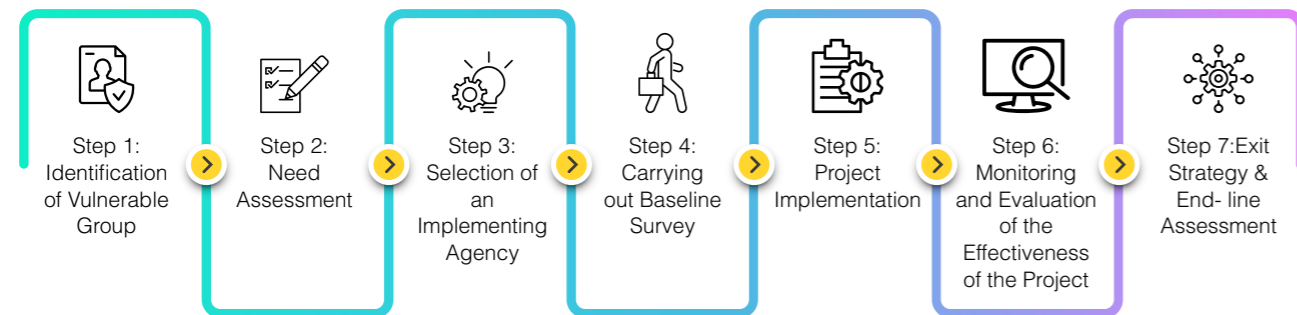 Step 1:
Identification
of Vulnerable
Group
Step 2:
Need
Assessment
Step 3:
Selection of
an
Implementing
Agency
Step 4:
Carrying
out Baseline
Survey
Step 5:
Project
Implementation
Step 6:
Monitoring
and Evaluation
of the
Effectiveness
of the Project
Step 7:Exit
Strategy &
End- line
Assessment